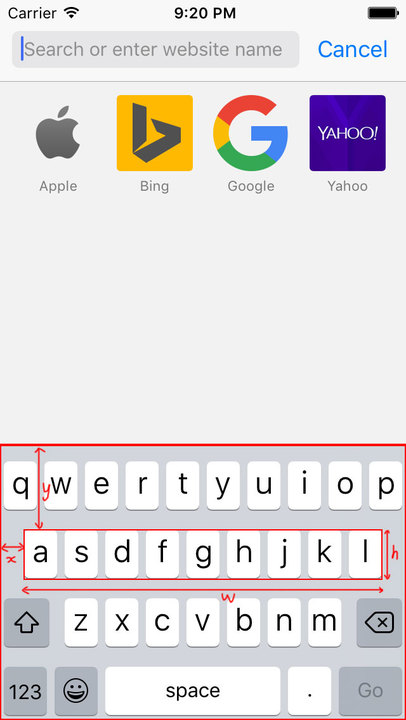 Carrier 9:20 PM
Search or enter website name Cancel
YAHOO!
Apple Bing Google Yahoo
q w e r t y u i o p
y
a s d f g h j k l
x
h
w
z x c v b n m
123 space . Go